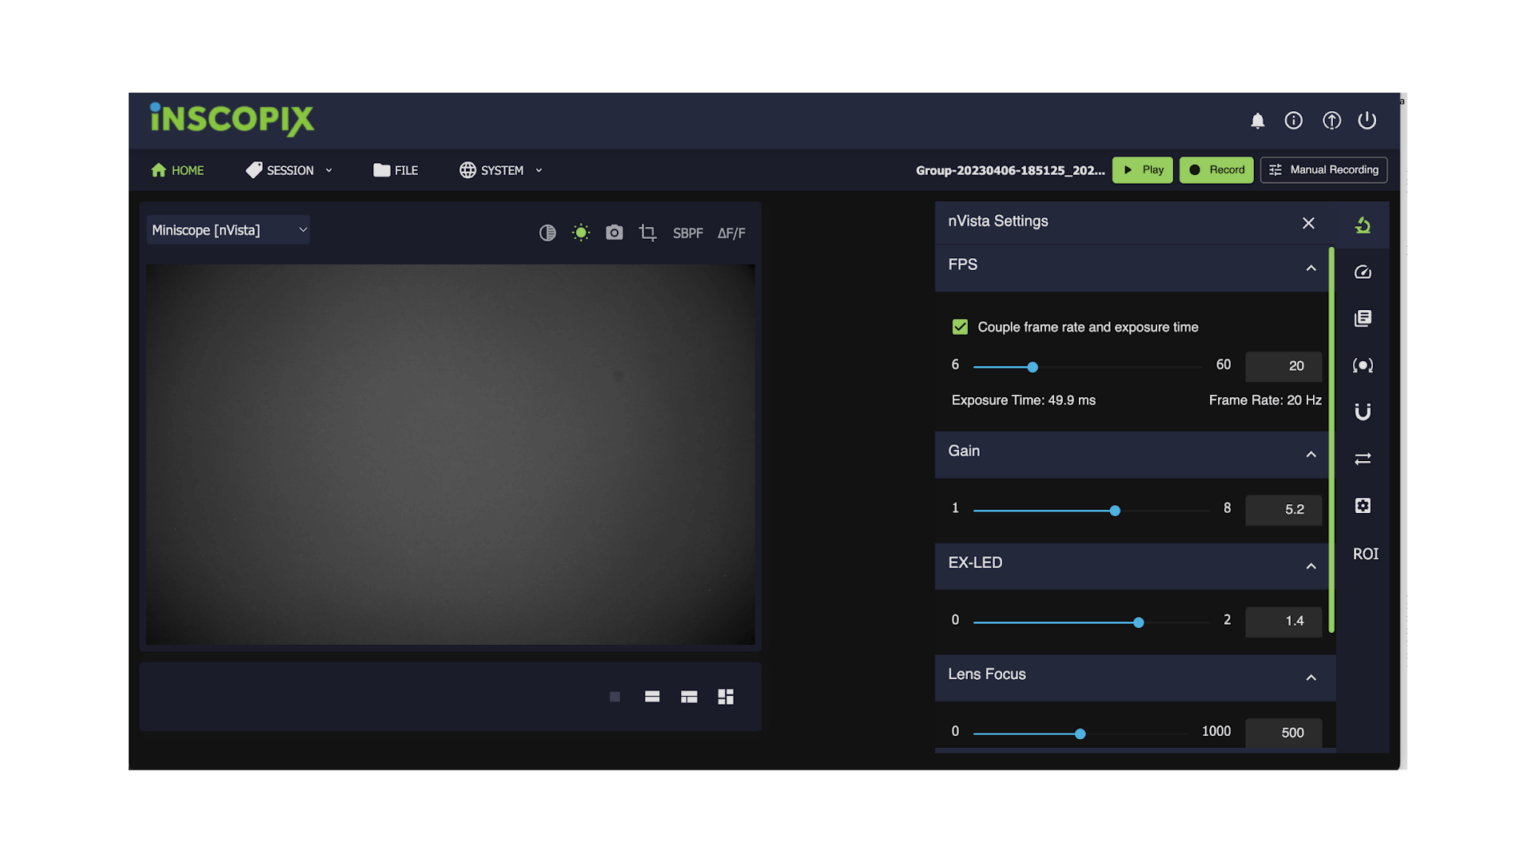 iNSCOPIX
HOME SESSION FILE SYSTEM Group-20230406-185125_202... Play Record Manual Recording
Miniscope [nVista]
SBPF ΔF/F
nVista Settings
FPS
Couple frame rate and exposure time
6 60 20
Exposure Time: 49.9 ms Frame Rate: 20 Hz
Gain
1 8 5.2
EX-LED
0 2 1.4
Lens Focus
0 1000 500
ROI
a